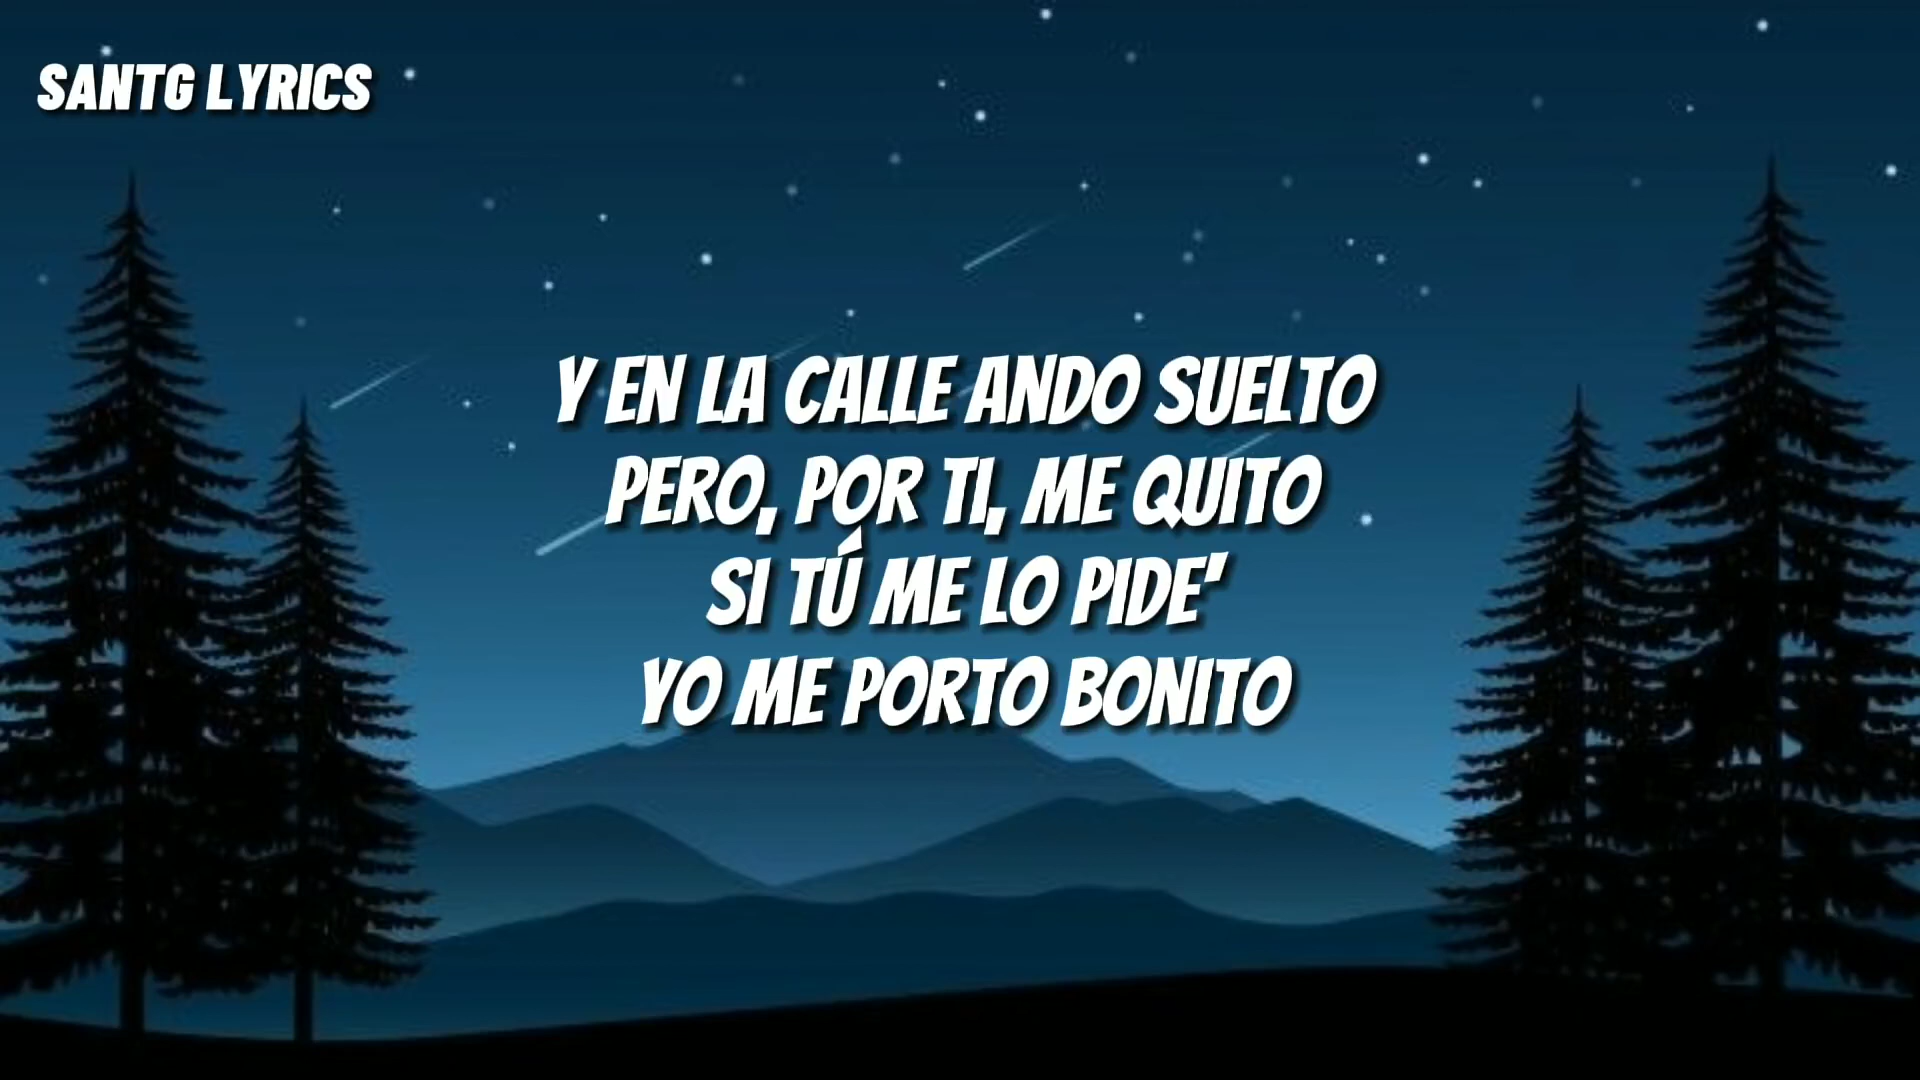 SANTG LYRICS
Y EN LA CALLE ANDO SUELTO
PERO, POR TI, ME QUITO
SI TÚ ME LO PIDE'
YO ME PORTO BONITO